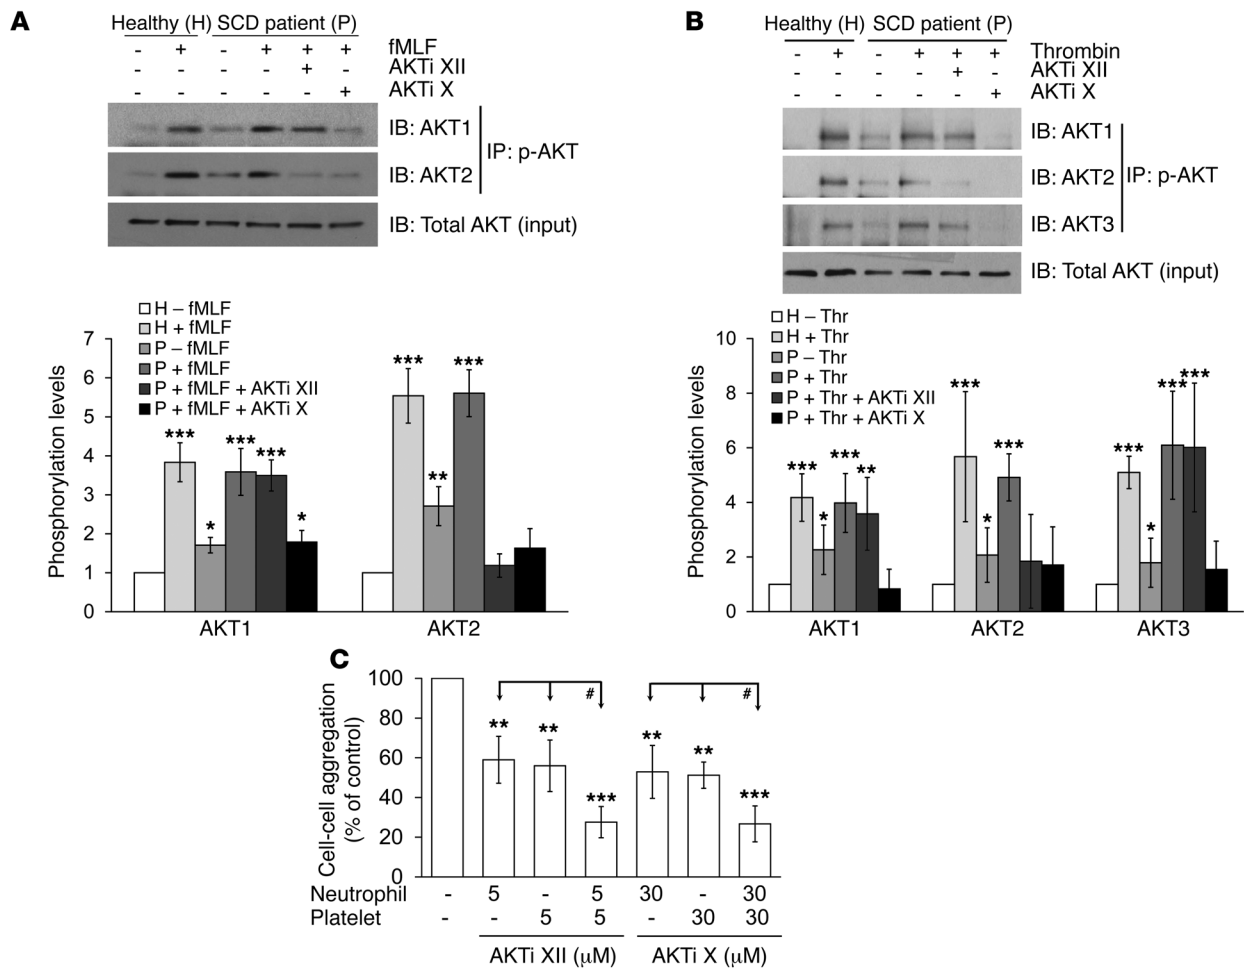 A
Healthy (H) SCD patient (P)
- + - + + + fMLF
- - - - + - AKTi XII
- - - - - + AKTi X
IB: AKT1
IB: AKT2
IP: p-AKT
IB: Total AKT (input)
H – fMLF
H + fMLF
P – fMLF
P + fMLF
P + fMLF + AKTi XII
P + fMLF + AKTi X
Phosphorylation levels
7
6
5
4
3
2
1
0
*** * *** *** *
*** ** ***
AKT1 AKT2
B
Healthy (H) SCD patient (P)
- + - + + + Thrombin
- - - - + - AKTi XII
- - - - - + AKTi X
IB: AKT1
IB: AKT2
IB: AKT3
IP: p-AKT
IB: Total AKT (input)
H – Thr
H + Thr
P – Thr
P + Thr
P + Thr + AKTi XII
P + Thr + AKTi X
Phosphorylation levels
10
8
6
4
2
0
*** * *** **
*** * ***
*** * *** ***
AKT1 AKT2 AKT3
C
Cell-cell aggregation
(% of control)
100
80
60
40
20
0
# #
** ** *** ** ** ***
Neutrophil - 5 - 5 30 - 30
Platelet - - 5 5 - 30 30
AKTi XII (μM) AKTi X (μM)